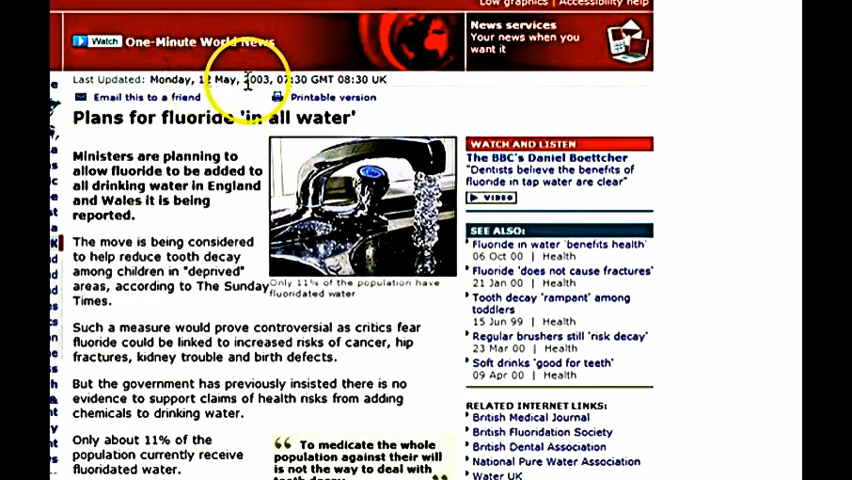 Low graphics | Accessibility help
Watch One-Minute World News
News services
Your news when you
want it
Last Updated: Monday, 12 May, 2003, 07:30 GMT 08:30 UK
Email this to a friend Printable version
Plans for fluoride 'in all water'
Ministers are planning to
allow fluoride to be added to
all drinking water in England
and Wales it is being
reported.
The move is being considered
to help reduce tooth decay
among children in "deprived"
areas, according to The Sunday
Times.
Only 11% of the population have
fluoridated water
Such a measure would prove controversial as critics fear
fluoride could be linked to increased risks of cancer, hip
fractures, kidney trouble and birth defects.
But the government has previously insisted there is no
evidence to support claims of health risks from adding
chemicals to drinking water.
Only about 11% of the
population currently receive
fluoridated water.
To medicate the whole
population against their will
is not the way to deal with
WATCH AND LISTEN
The BBC's Daniel Boettcher
"Dentists believe the benefits of
fluoride in tap water are clear"
VIDEO
SEE ALSO:
Fluoride in water 'benefits health'
06 Oct 00 | Health
Fluoride 'does not cause fractures'
21 Jan 00 | Health
Tooth decay 'rampant' among
toddlers
15 Jun 99 | Health
Regular brushers still 'risk decay'
23 Mar 00 | Health
Soft drinks 'good for teeth'
09 Apr 00 | Health
RELATED INTERNET LINKS:
British Medical Journal
British Fluoridation Society
British Dental Association
National Pure Water Association
Water UK